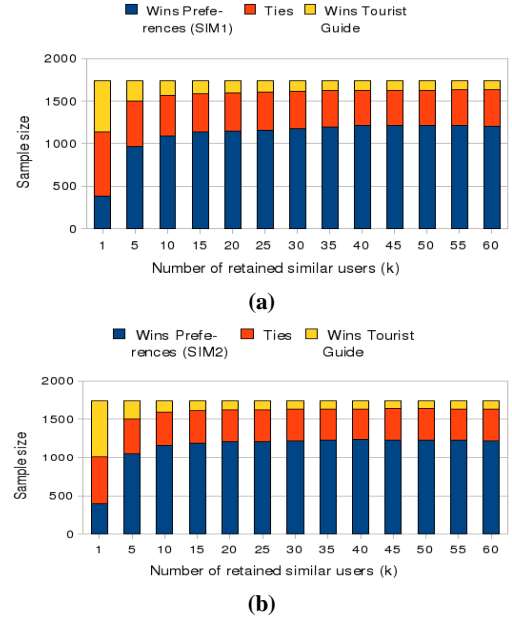 Wins Prefe-
rences (SIM1)
Ties
Wins Tourist
Guide
2000
1500
1000
500
0
Sample size
1 5 10 15 20 25 30 35 40 45 50 55 60
Number of retained similar users (k)
(a)
Wins Prefe-
rences (SIM2)
Ties
Wins Tourist
Guide
2000
1500
1000
500
0
Sample size
1 5 10 15 20 25 30 35 40 45 50 55 60
Number of retained similar users (k)
(b)